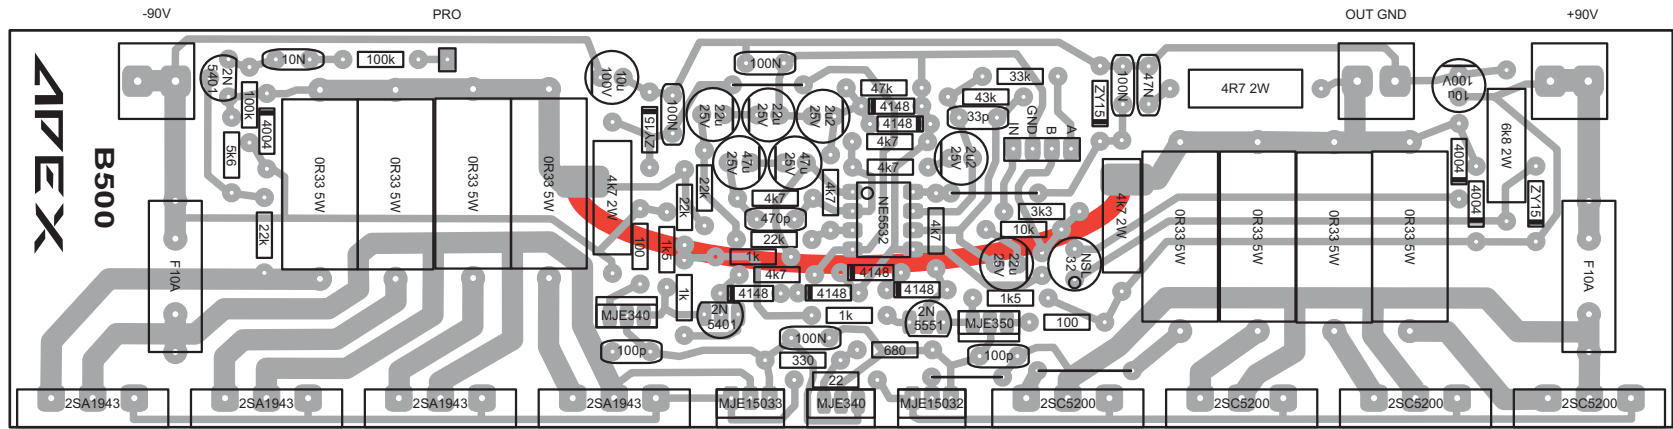 -90V PRO OUT GND +90V
APEX
B500
2N 5401
10N
100k
100k
4004
5k6
22k
F10A
0R33 5W
0R33 5W
0R33 5W
0R33 5W
10u 100V
ZY15
100N
4k7 2W
100
1k5
22k
22k
1k
22u 25V
22u 25V
2u2 25V
47u 25V
47u 25V
100N
4k7
470p
22k
1k
4k7
4k7
47k
4148
4148
4k7
4k7
NE5532
4k7
33k
43k
33p
2u2 25V
IN
GND
B
A
3k3
10k
22u 25V
NSL 32
ZY15
100N
47N
4R7 2W
10u 100V
6k8 2W
4004
4004
ZY15
4k7 2W
0R33 5W
0R33 5W
0R33 5W
0R33 5W
F10A
4148
4148
4148
4148
MJE340
2N 5401
1k
2N 5551
MJE350
1k5
100
100p
100N
330
680
22
100p
2SA1943
2SA1943
2SA1943
2SA1943
MJE15033
MJE340
MJE15032
2SC5200
2SC5200
2SC5200
2SC5200